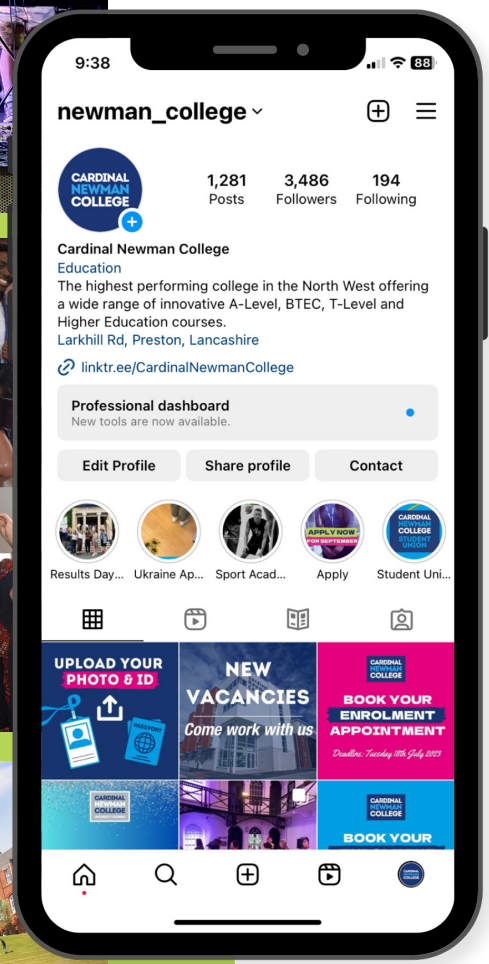 9:38
88
newman_college
CARDINAL
NEWMAN
COLLEGE
1,281
3,486
194
Posts
Followers
Following
Cardinal Newman College
Education
The highest performing college in the North West offering
a wide range of innovative A-Level, BTEC, T-Level and
Higher Education courses.
Larkhill Rd, Preston, Lancashire
linktr.ee/CardinalNewmanCollege
Professional dashboard
New tools are now available.
Edit Profile
Share profile
Contact
APPLY NOW
FOR SEPTEMBER
CARDINAL
NEWMAN
COLLEGE
STUDENT
UNION
Results Day...
Ukraine Ap...
Sport Acad...
Apply
Student Uni...
UPLOAD YOUR
PHOTO & ID
PASSPORT
NEW
VACANCIES
Come work with us
CARDINAL
NEWMAN
COLLEGE
BOOK YOUR
ENROLMENT
APPOINTMENT
Deadline: Tuesday 18th July 2023
CARDINAL
NEWMAN
COLLEGE
CARDINAL
NEWMAN
COLLEGE
BOOK YOUR